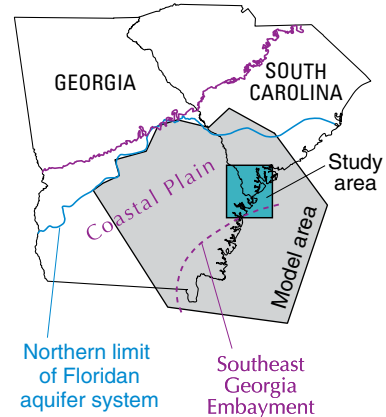 GEORGIA
SOUTH
CAROLINA
Study
area
Coastal Plain
Model area
Northern limit
of Floridan
aquifer system
Southeast
Georgia
Embayment